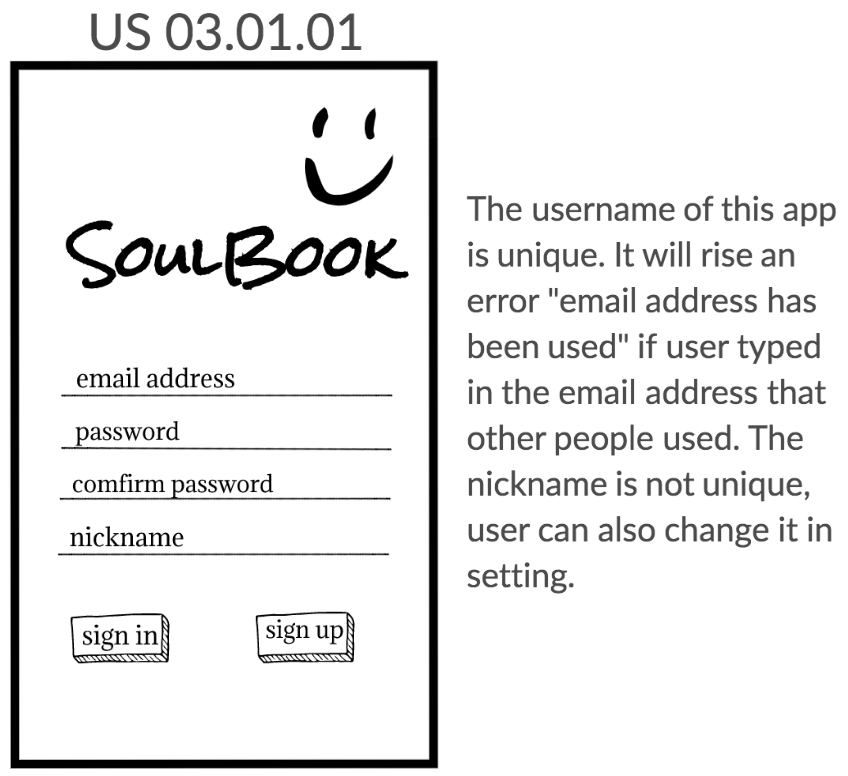 US 03.01.01
SOULBOOK
email address
password
comfirm password
nickname
sign in
sign up
The username of this app
is unique. It will rise an
error "email address has
been used" if user typed
in the email address that
other people used. The
nickname is not unique,
user can also change it in
setting.